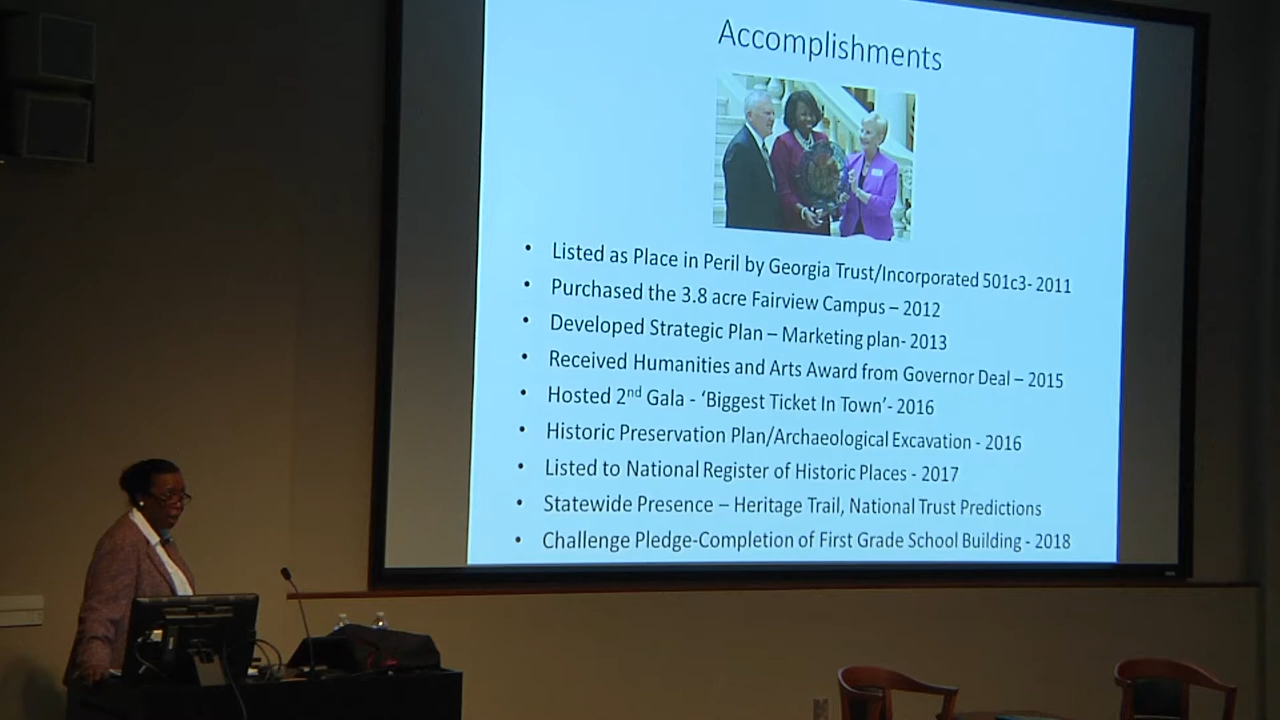 Accomplishments
• Listed as Place in Peril by Georgia Trust/Incorporated 501c3- 2011
• Purchased the 3.8 acre Fairview Campus – 2012
• Developed Strategic Plan – Marketing plan- 2013
• Received Humanities and Arts Award from Governor Deal – 2015
• Hosted 2nd Gala - ‘Biggest Ticket In Town’- 2016
• Historic Preservation Plan/Archaeological Excavation - 2016
• Listed to National Register of Historic Places - 2017
• Statewide Presence – Heritage Trail, National Trust Predictions
• Challenge Pledge-Completion of First Grade School Building - 2018